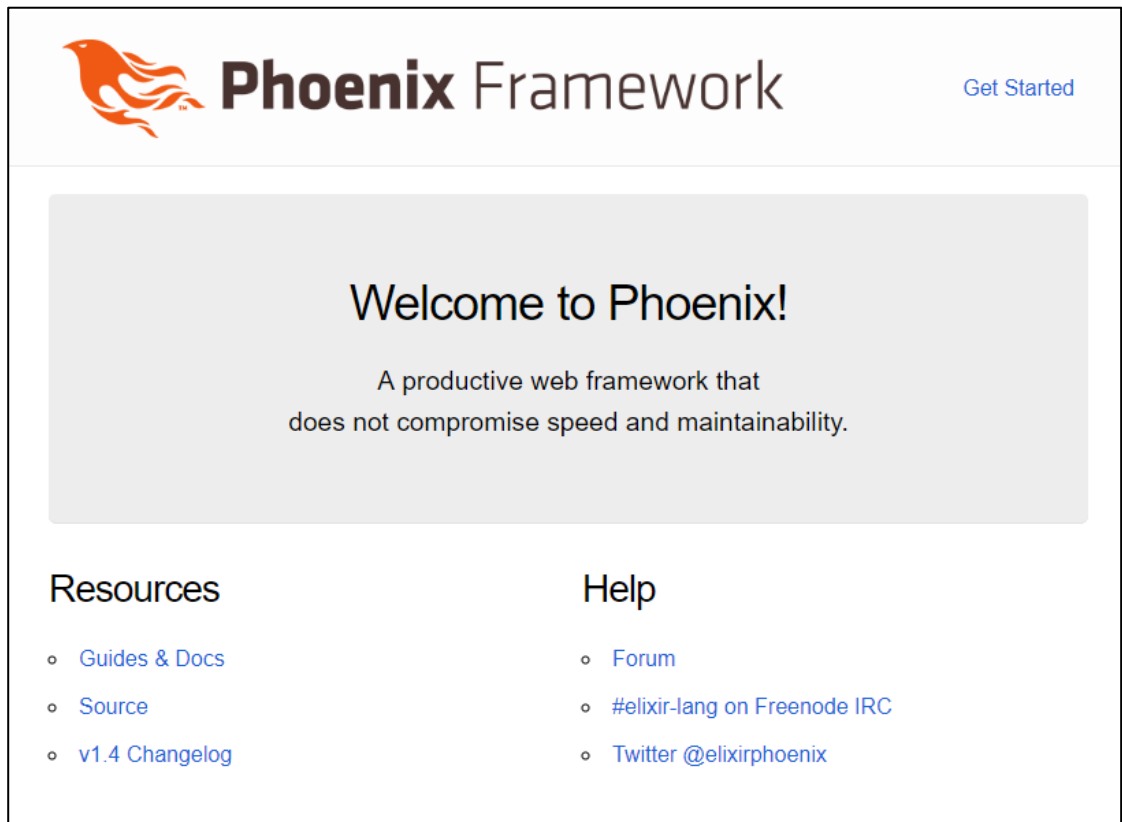 Phoenix Framework
Get Started
Welcome to Phoenix!
A productive web framework that
does not compromise speed and maintainability.
Resources
Guides & Docs
Source
v1.4 Changelog
Help
Forum
#elixir-lang on Freenode IRC
Twitter @elixirphoenix